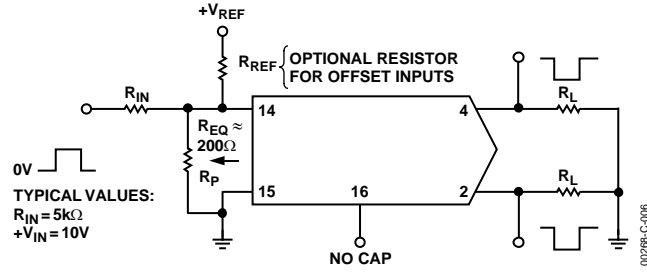 +VREF
RREF
OPTIONAL RESISTOR
FOR OFFSET INPUTS
RIN
14
4
RL
REQ ≈
200Ω
0V
RP
TYPICAL VALUES:
RIN = 5kΩ
+VIN = 10V
15
16
2
RL
NO CAP
00268-C-006